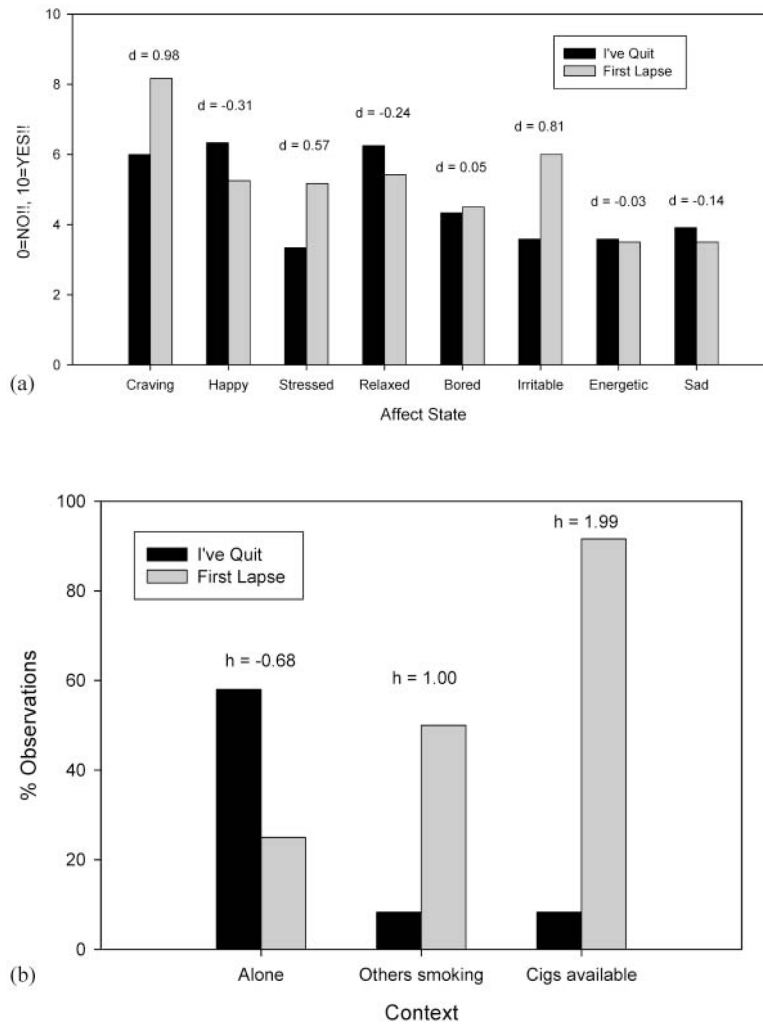 10
8
6
4
2
0
0=NO!!, 10=YES!!
I've Quit
First Lapse
d = 0.98
d = -0.31
d = 0.57
d = -0.24
d = 0.05
d = 0.81
d = -0.03
d = -0.14
Craving Happy Stressed Relaxed Bored Irritable Energetic Sad
(a)
Affect State
100
80
60
40
20
0
% Observations
I've Quit
First Lapse
h = -0.68
h = 1.00
h = 1.99
Alone Others smoking Cigs available
(b)
Context